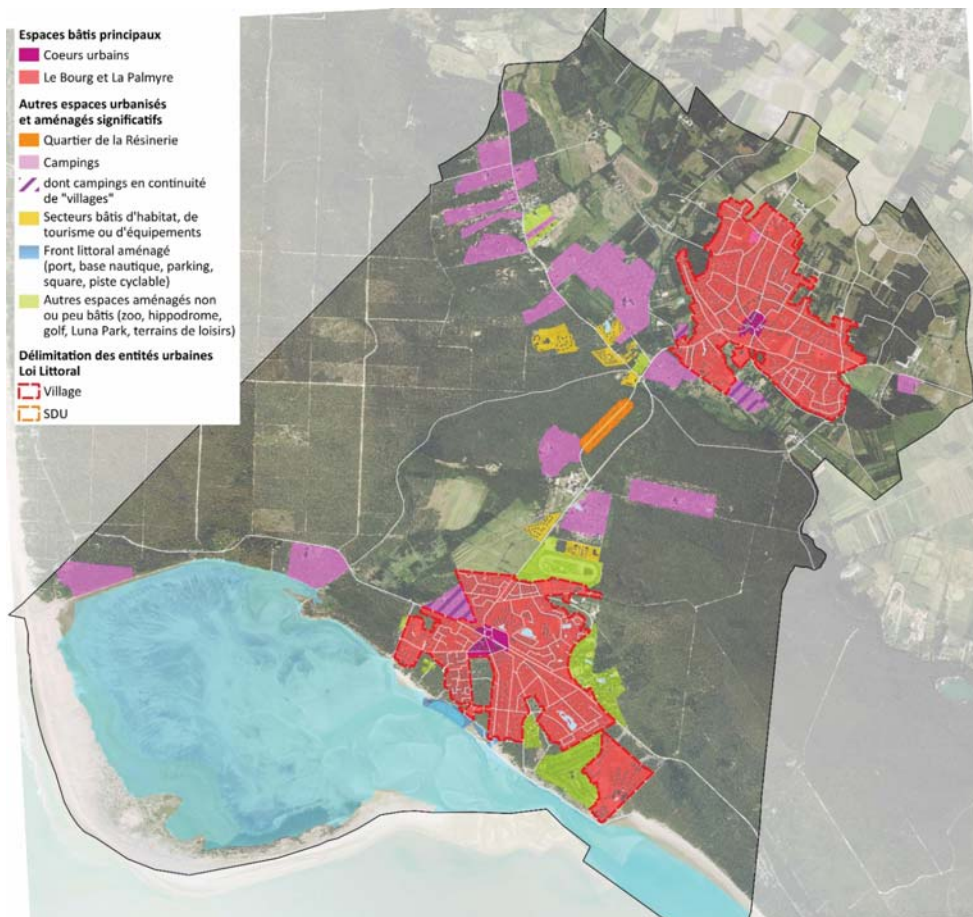 Espaces bâtis principaux
Coeurs urbains
Le Bourg et La Palmyre
Autres espaces urbanisés
et aménagés significatifs
Quartier de la Résinerie
Campings
dont campings en continuité
de "villages"
Secteurs bâtis d'habitat, de
tourisme ou d'équipements
Front littoral aménagé
(port, base nautique, parking,
square, piste cyclable)
Autres espaces aménagés non
ou peu bâtis (zoo, hippodrome,
golf, Luna Park, terrains de loisirs)
Délimitation des entités urbaines
Loi Littoral
Village
SDU